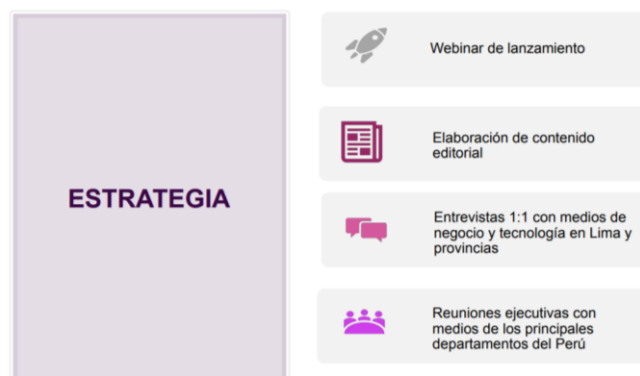 ESTRATEGIA
Webinar de lanzamiento
Elaboración de contenido
editorial
Entrevistas 1:1 con medios de
negocio y tecnología en Lima y
provincias
Reuniones ejecutivas con
medios de los principales
departamentos del Perú